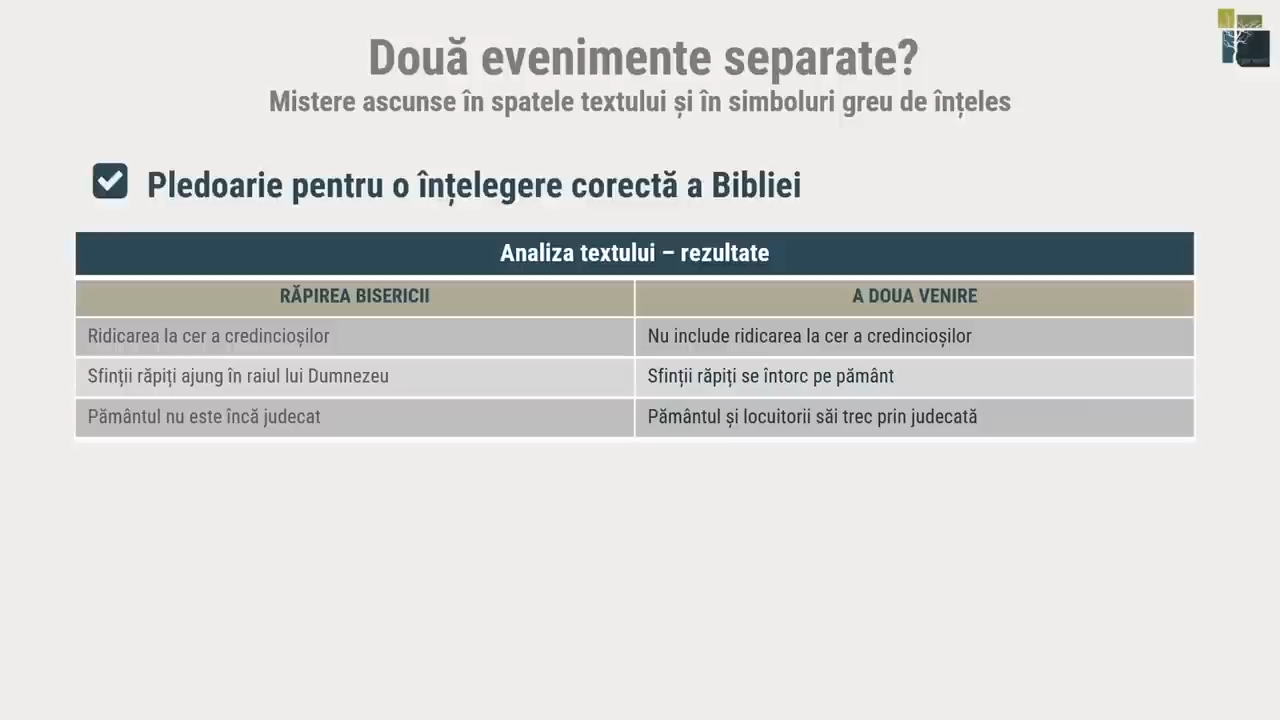 Două evenimente separate?
Mistere ascunse în spatele textului și în simboluri greu de înțeles
Pledoarie pentru o înțelegere corectă a Bibliei
Analiza textului – rezultate
RĂPIREA BISERICII
A DOUA VENIRE
Ridicarea la cer a credincioșilor
Nu include ridicarea la cer a credincioșilor
Sfinții răpiți ajung în raiul lui Dumnezeu
Sfinții răpiți se întorc pe pământ
Pământul nu este încă judecat
Pământul și locuitorii săi trec prin judecată